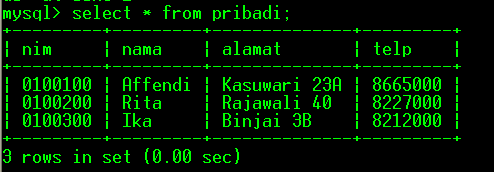 mysql> select * from pribadi;
+---------+---------+--------------+---------+
| nim     | nama    | alamat       | telp    |
+---------+---------+--------------+---------+
| 0100100 | Affendi | Kasuwari 23A | 8665000 |
| 0100200 | Rita    | Rajawali 40  | 8227000 |
| 0100300 | Ika     | Binjai 3B    | 8212000 |
+---------+---------+--------------+---------+
3 rows in set (0.00 sec)